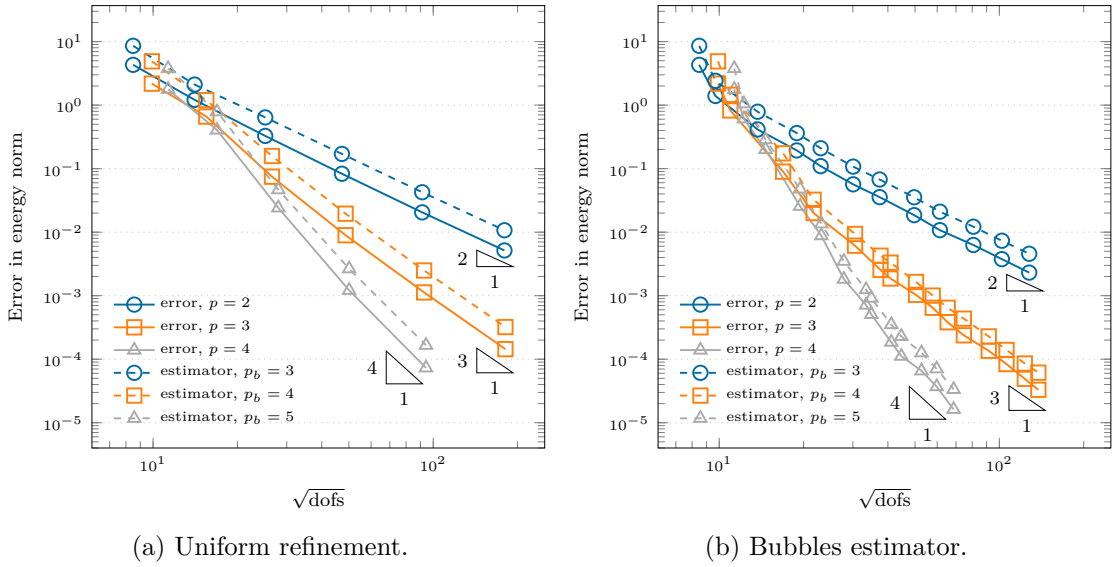 10^1
10^0
10^−1
10^−2
10^−3
10^−4
10^−5
Error in energy norm
2
1
3
1
4
1
error, p = 2
error, p = 3
error, p = 4
estimator, p_b = 3
estimator, p_b = 4
estimator, p_b = 5
10^1
10^2
√dofs
(a) Uniform refinement.
10^1
10^0
10^−1
10^−2
10^−3
10^−4
10^−5
Error in energy norm
2
1
3
1
4
1
error, p = 2
error, p = 3
error, p = 4
estimator, p_b = 3
estimator, p_b = 4
estimator, p_b = 5
10^1
10^2
√dofs
(b) Bubbles estimator.